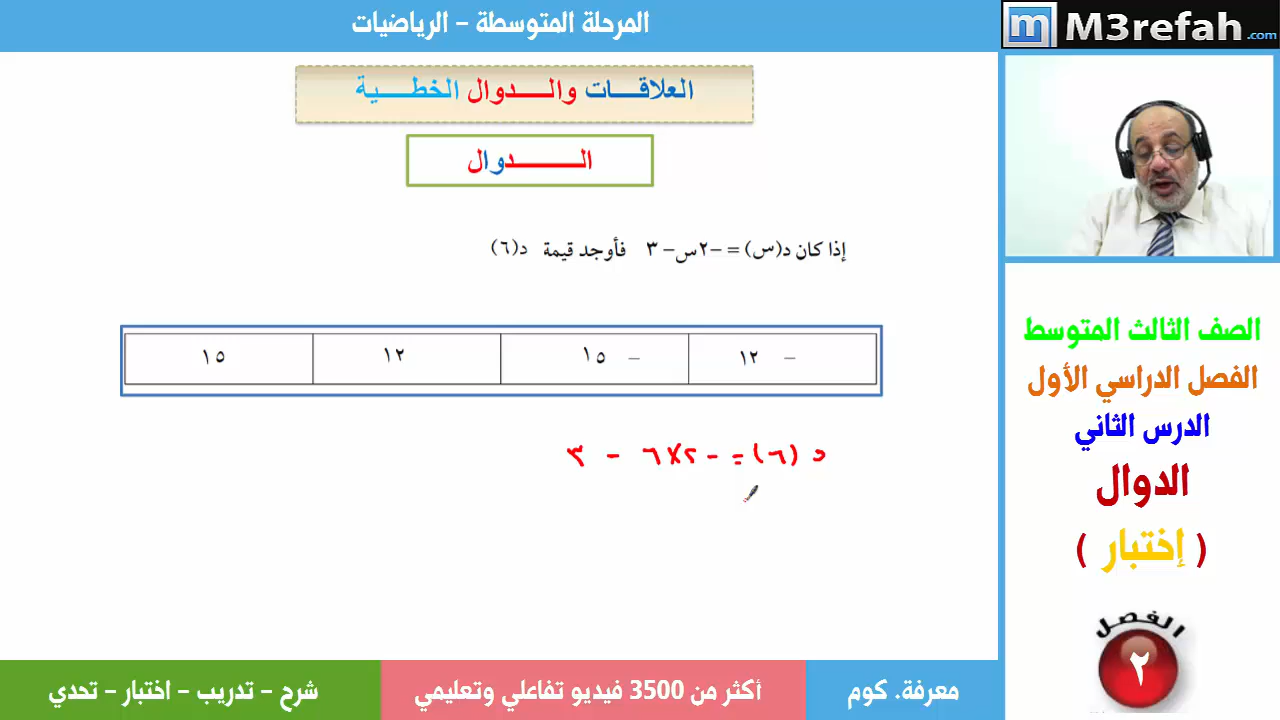 المرحلة المتوسطة – الرياضيات
M3refah.com
العلاقات والدوال الخطية
الدوال
إذا كان د(س) = –٢س – ٣ فأوجد قيمة د(٦)
– ١٢
– ١٥
١٢
١٥
د (٦) = – ٢ × ٦ – ٣
الصف الثالث المتوسط
الفصل الدراسي الأول
الدرس الثاني
الدوال
( إختبار )
الفصل
٢
معرفة. كوم
أكثر من 3500 فيديو تفاعلي وتعليمي
شرح – تدريب – اختبار – تحدي